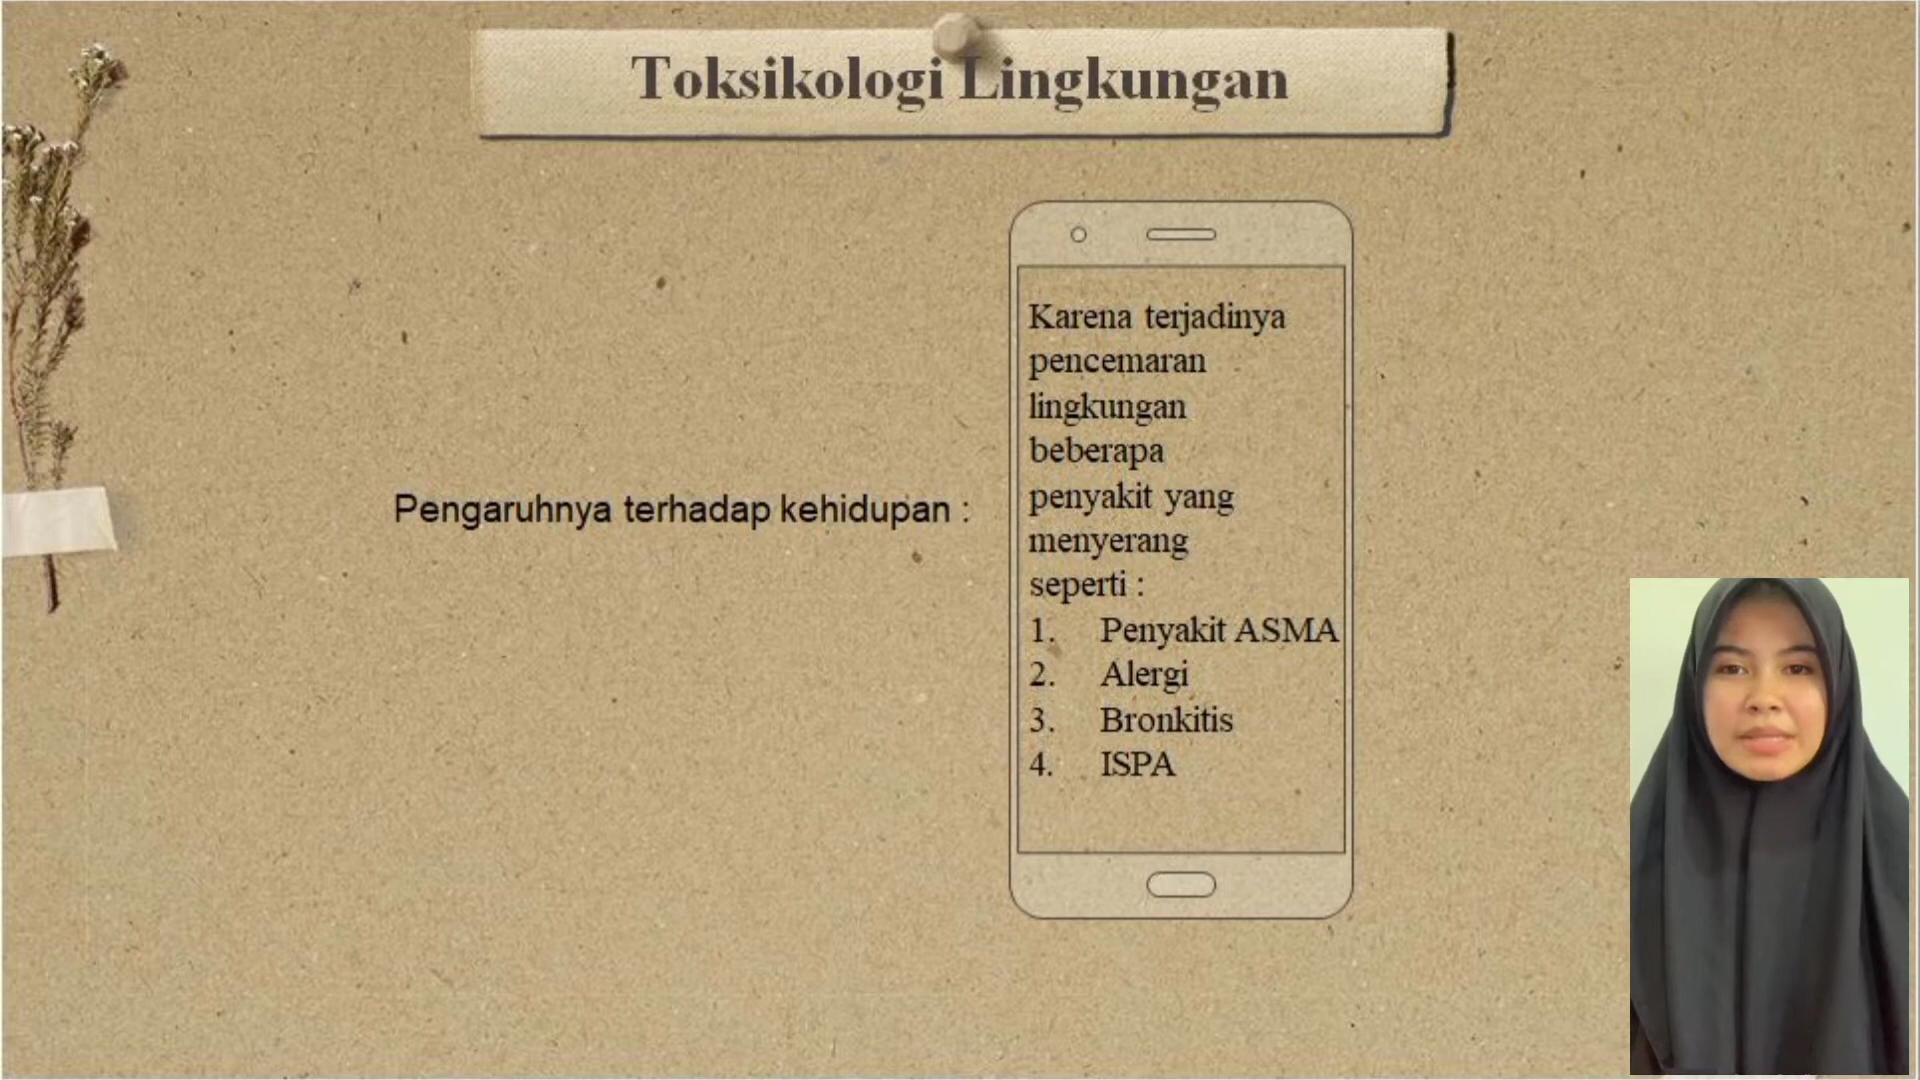 Toksikologi Lingkungan
Pengaruhnya terhadap kehidupan :
Karena terjadinya
pencemaran
lingkungan
beberapa
penyakit yang
menyerang
seperti :
1. Penyakit ASMA
2. Alergi
3. Bronkitis
4. ISPA